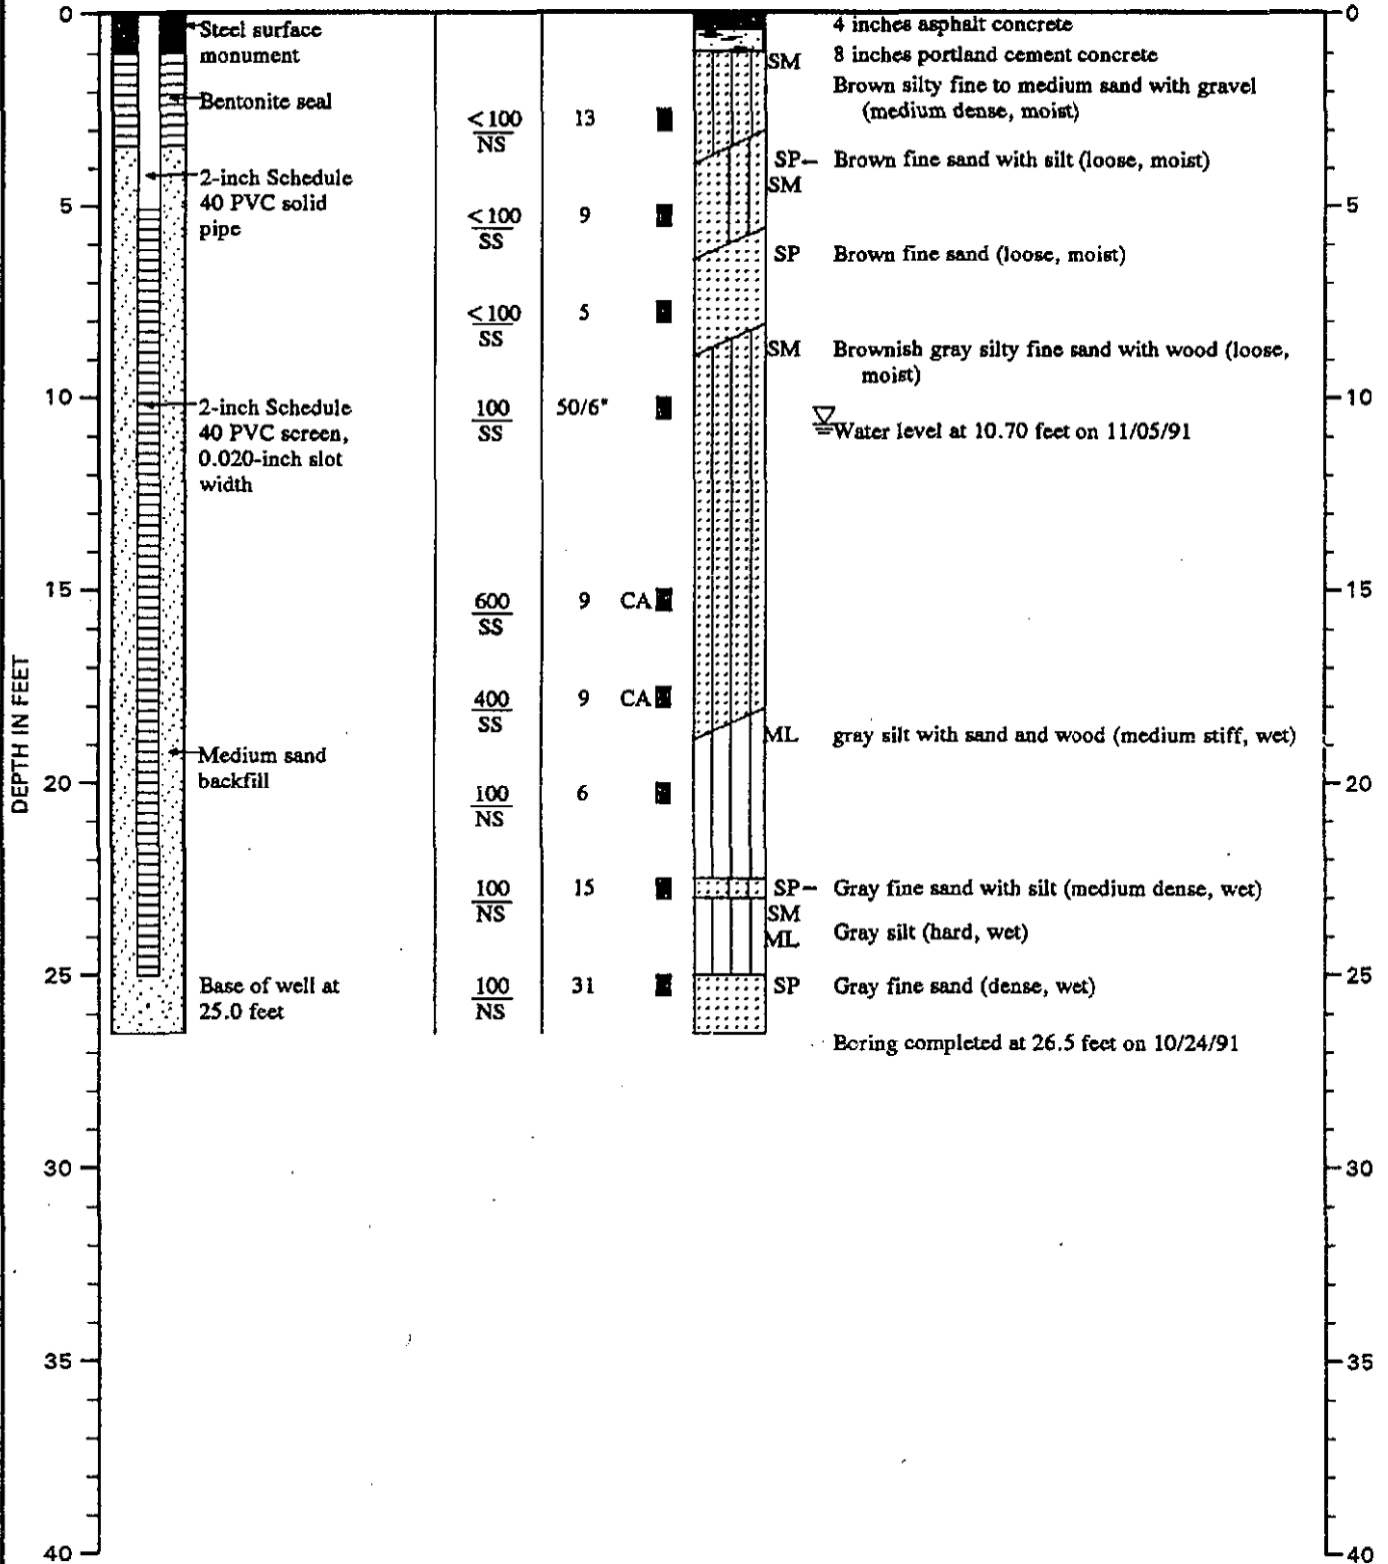 DEPTH IN FEET
0
5
10
15
20
25
30
35
40
Steel surface
monument
Bentonite seal
2-inch Schedule
40 PVC solid
pipe
2-inch Schedule
40 PVC screen,
0.020-inch slot
width
Medium sand
backfill
Base of well at
25.0 feet
<100
NS
13
<100
SS
9
<100
SS
5
100
SS
50/6"
600
SS
9 CA
400
SS
9 CA
100
NS
6
100
NS
15
100
NS
31
4 inches asphalt concrete
8 inches portland cement concrete
SM
Brown silty fine to medium sand with gravel
(medium dense, moist)
SP- Brown fine sand with silt (loose, moist)
SM
SP Brown fine sand (loose, moist)
SM Brownish gray silty fine sand with wood (loose,
moist)
Water level at 10.70 feet on 11/05/91
ML gray silt with sand and wood (medium stiff, wet)
SP- Gray fine sand with silt (medium dense, wet)
SM
ML Gray silt (hard, wet)
SP Gray fine sand (dense, wet)
Boring completed at 26.5 feet on 10/24/91
0
5
10
15
20
25
30
35
40